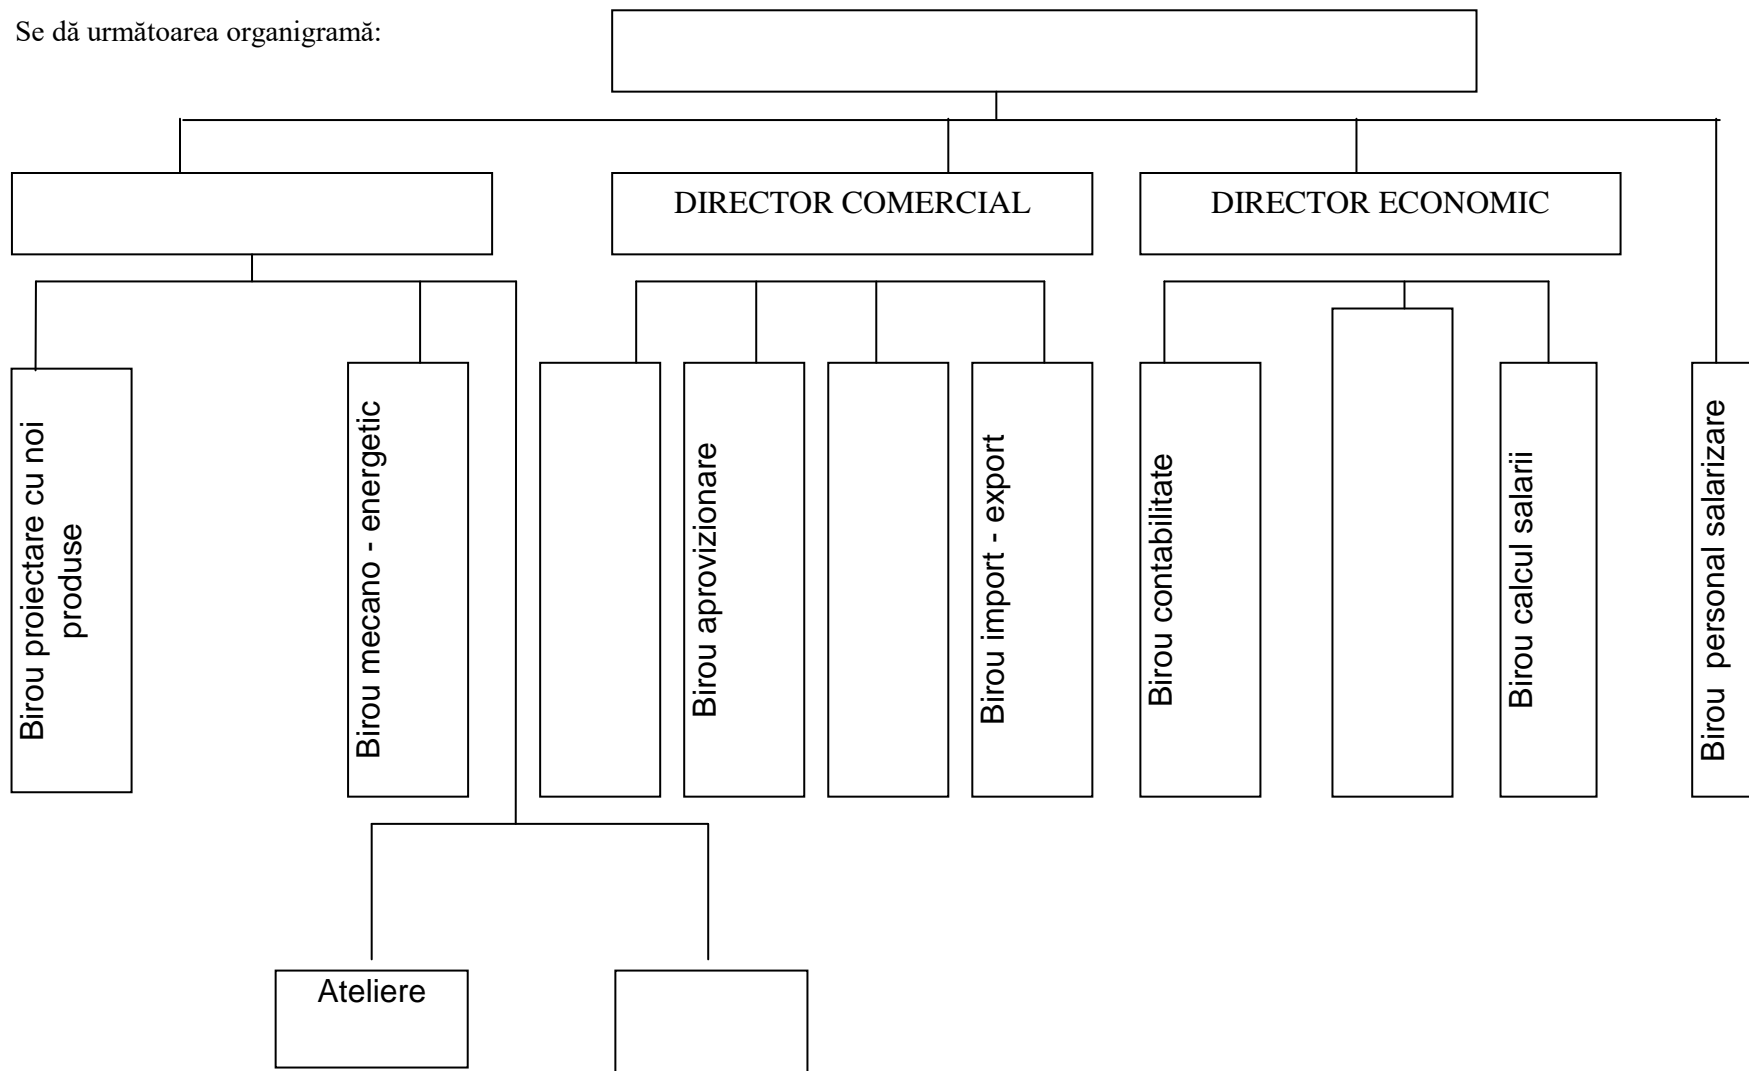 Se dă următoarea organigramă:
DIRECTOR COMERCIAL
DIRECTOR ECONOMIC
Birou proiectare cu noi
produse
Birou mecano - energetic
Birou aprovizionare
Birou import - export
Birou contabilitate
Birou calcul salarii
Birou  personal salarizare
Ateliere